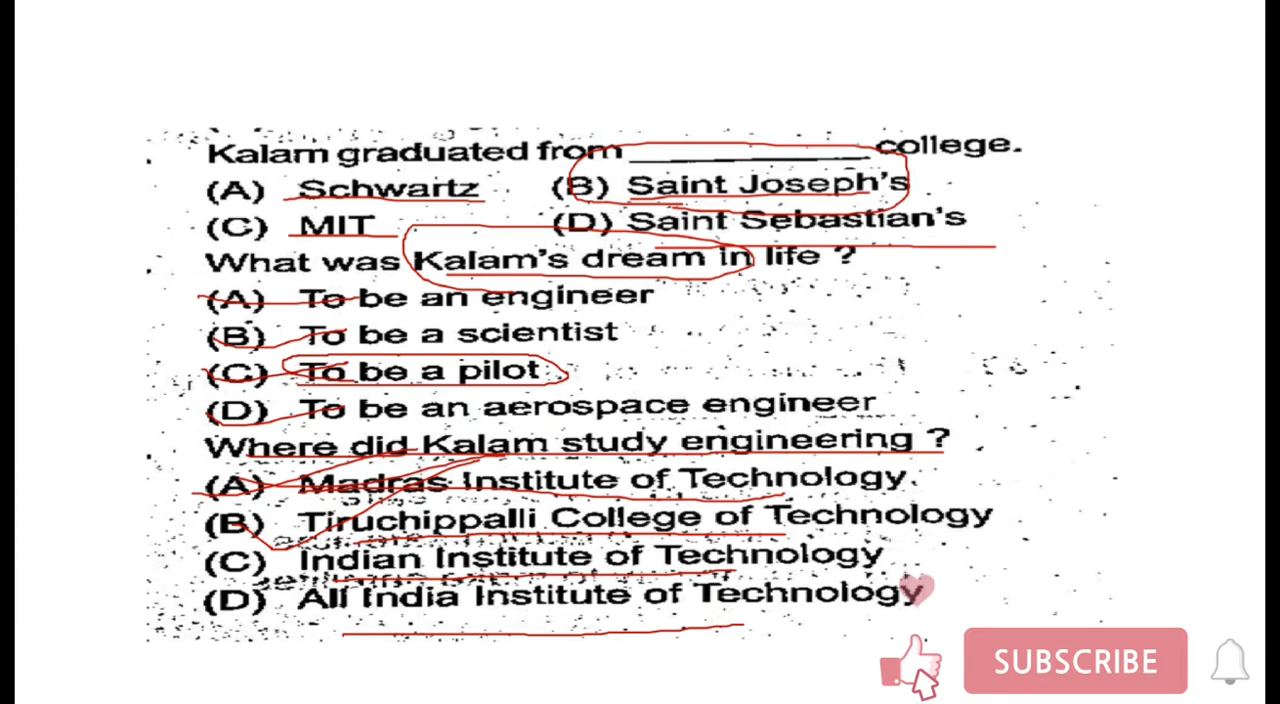 Kalam graduated from __________ college.
(A) Schwartz (B) Saint Joseph's
(C) MIT (D) Saint Sebastian's
What was Kalam's dream in life ?
(A) To be an engineer
(B) To be a scientist
(C) To be a pilot
(D) To be an aerospace engineer
Where did Kalam study engineering ?
(A) Madras Institute of Technology.
(B) Tiruchippalli College of Technology
(C) Indian Institute of Technology
(D) All India Institute of Technology
SUBSCRIBE